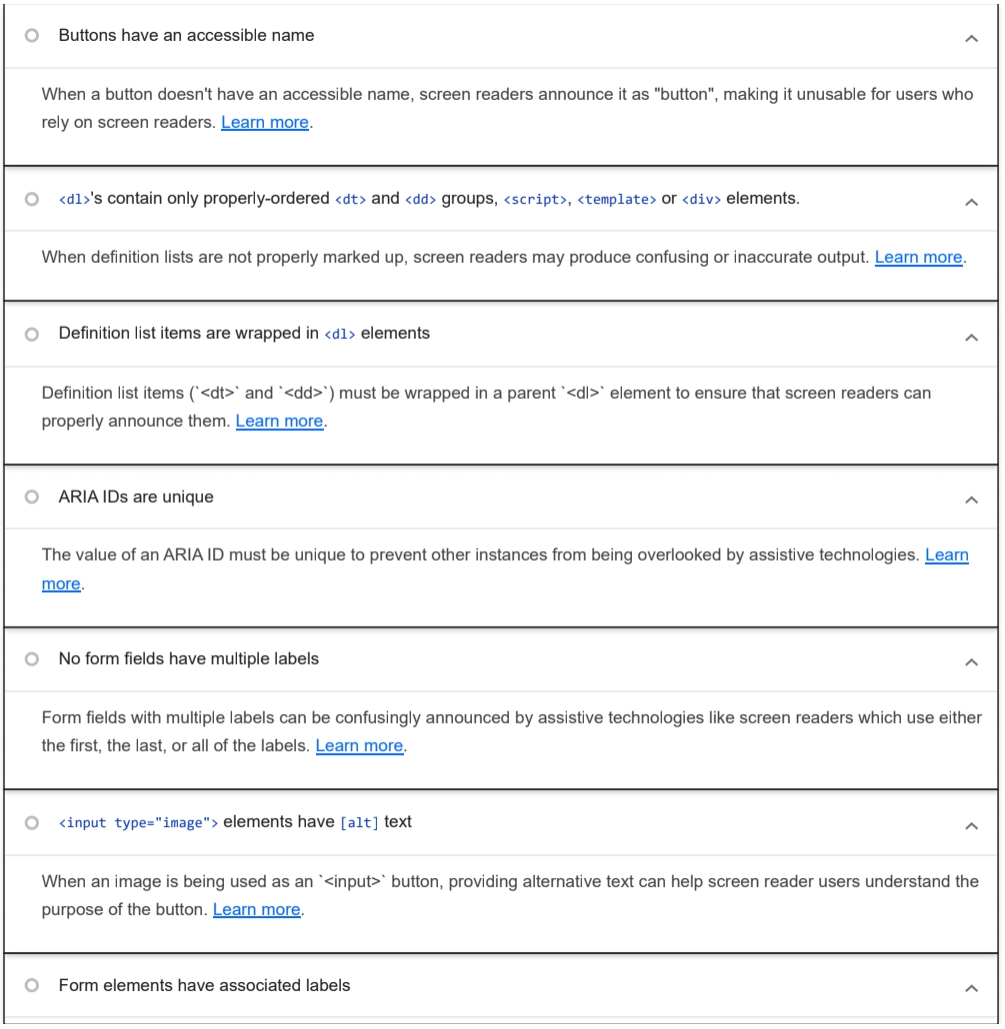 Buttons have an accessible name
When a button doesn't have an accessible name, screen readers announce it as "button", making it unusable for users who
rely on screen readers. Learn more.
<dl>'s contain only properly-ordered <dt> and <dd> groups, <script>, <template> or <div> elements.
When definition lists are not properly marked up, screen readers may produce confusing or inaccurate output. Learn more.
Definition list items are wrapped in <dl> elements
Definition list items (`<dt>` and `<dd>`) must be wrapped in a parent `<dl>` element to ensure that screen readers can
properly announce them. Learn more.
ARIA IDs are unique
The value of an ARIA ID must be unique to prevent other instances from being overlooked by assistive technologies. Learn
more.
No form fields have multiple labels
Form fields with multiple labels can be confusingly announced by assistive technologies like screen readers which use either
the first, the last, or all of the labels. Learn more.
<input type="image"> elements have [alt] text
When an image is being used as an `<input>` button, providing alternative text can help screen reader users understand the
purpose of the button. Learn more.
Form elements have associated labels